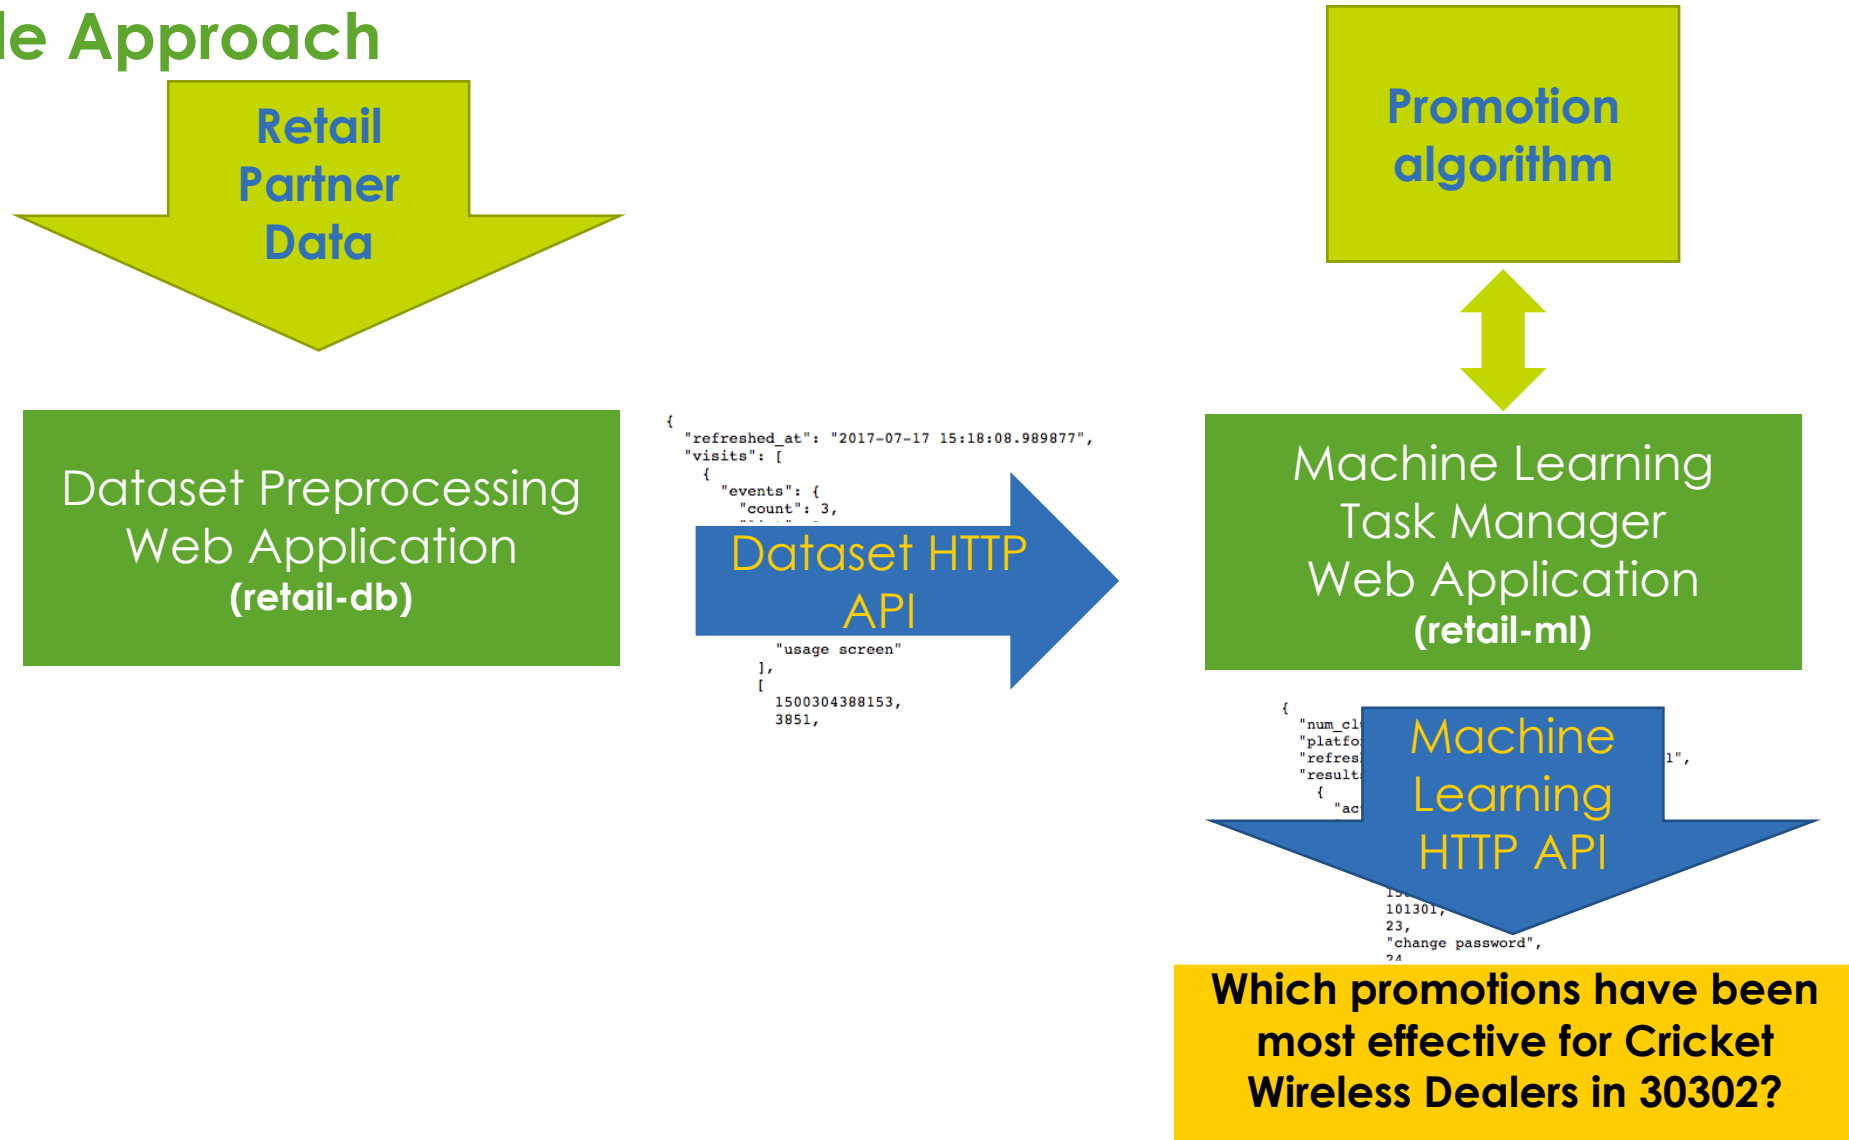 Approach
Retail
Partner
Data
Promotion
algorithm
Dataset Preprocessing
Web Application
(retail-db)
{
"refreshed_at": "2017-07-17 15:18:08.989877",
"visits": [
{
"events": {
"count": 3,
Dataset HTTP
API
"usage screen"
],
[
1500304388153,
3851,
Machine Learning
Task Manager
Web Application
(retail-ml)
{
1",
{
Machine
Learning
HTTP API
101301,
23,
"change password",
24
Which promotions have been
most effective for Cricket
Wireless Dealers in 30302?